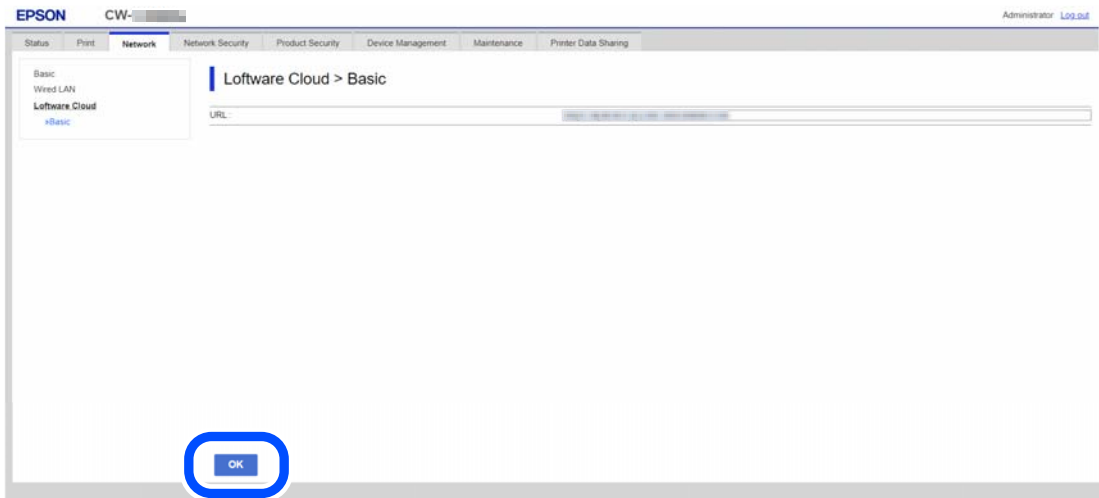 EPSON CW-
Administrator Log out
Status Print Network Network Security Product Security Device Management Maintenance Printer Data Sharing
Basic
Wired LAN
Loftware Cloud
»Basic
Loftware Cloud > Basic
URL :
OK